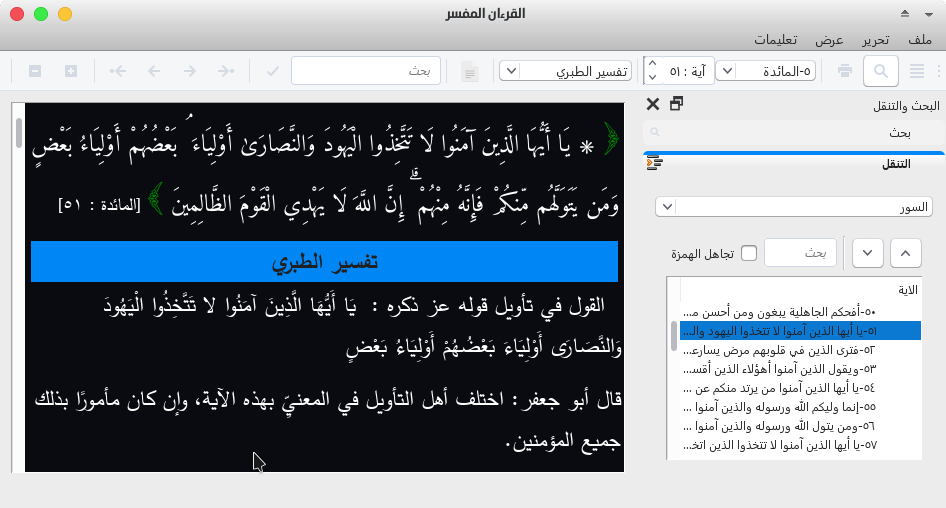 القرءان المفسر
ملف تحرير عرض تعليمات
٥-المائدة
آية : ٥١
تفسير الطبري
بحث
البحث والتنقل
بحث
التنقل
السور
بحث
تجاهل الهمزة
الاية
٥٠-أفحكم الجاهلية يبغون ومن أحسن مـ...
٥١-يا أيها الذين آمنوا لا تتخذوا اليهود والـ...
٥٢-فترى الذين في قلوبهم مرض يسارعـ...
٥٣-ويقول الذين آمنوا أهؤلاء الذين أقسـ...
٥٤-يا أيها الذين آمنوا من يرتد منكم عن ...
٥٥-إنما وليكم الله ورسوله والذين آمنوا ...
٥٦-ومن يتول الله ورسوله والذين آمنوا ...
٥٧-يا أيها الذين آمنوا لا تتخذوا الذين اتخـ...
﴿ * يَا أَيُّهَا الَّذِينَ آمَنُوا لَا تَتَّخِذُوا الْيَهُودَ وَالنَّصَارَىٰ أَوْلِيَاءَ ۘ بَعْضُهُمْ أَوْلِيَاءُ بَعْضٍ
وَمَن يَتَوَلَّهُم مِّنكُمْ فَإِنَّهُ مِنْهُمْ ۗ إِنَّ اللَّهَ لَا يَهْدِي الْقَوْمَ الظَّالِمِينَ ﴾ [المائدة : ٥١]
تفسير الطبري
القول في تأويل قوله عز ذكره : يَا أَيُّهَا الَّذِينَ آمَنُوا لا تَتَّخِذُوا الْيَهُودَ
وَالنَّصَارَى أَوْلِيَاءَ بَعْضُهُمْ أَوْلِيَاءُ بَعْضٍ
قال أبو جعفر: اختلف أهل التأويل في المعنيِّ بهذه الآية، وإن كان مأمورًا بذلك
جميع المؤمنين.